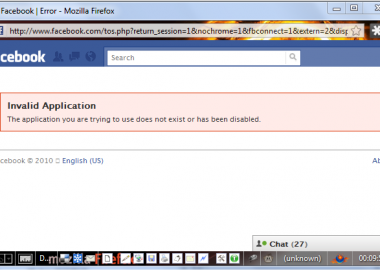 Facebook | Error - Mozilla Firefox
http://www.facebook.com/tos.php?return_session=1&nochrome=1&fbconnect=1&extern=2&disp
cebook
Search
Invalid Application
The application you are trying to use does not exist or has been disabled.
cebook © 2010
English (US)
Ab
Chat (27)
D...
(unknown)
00:09:5